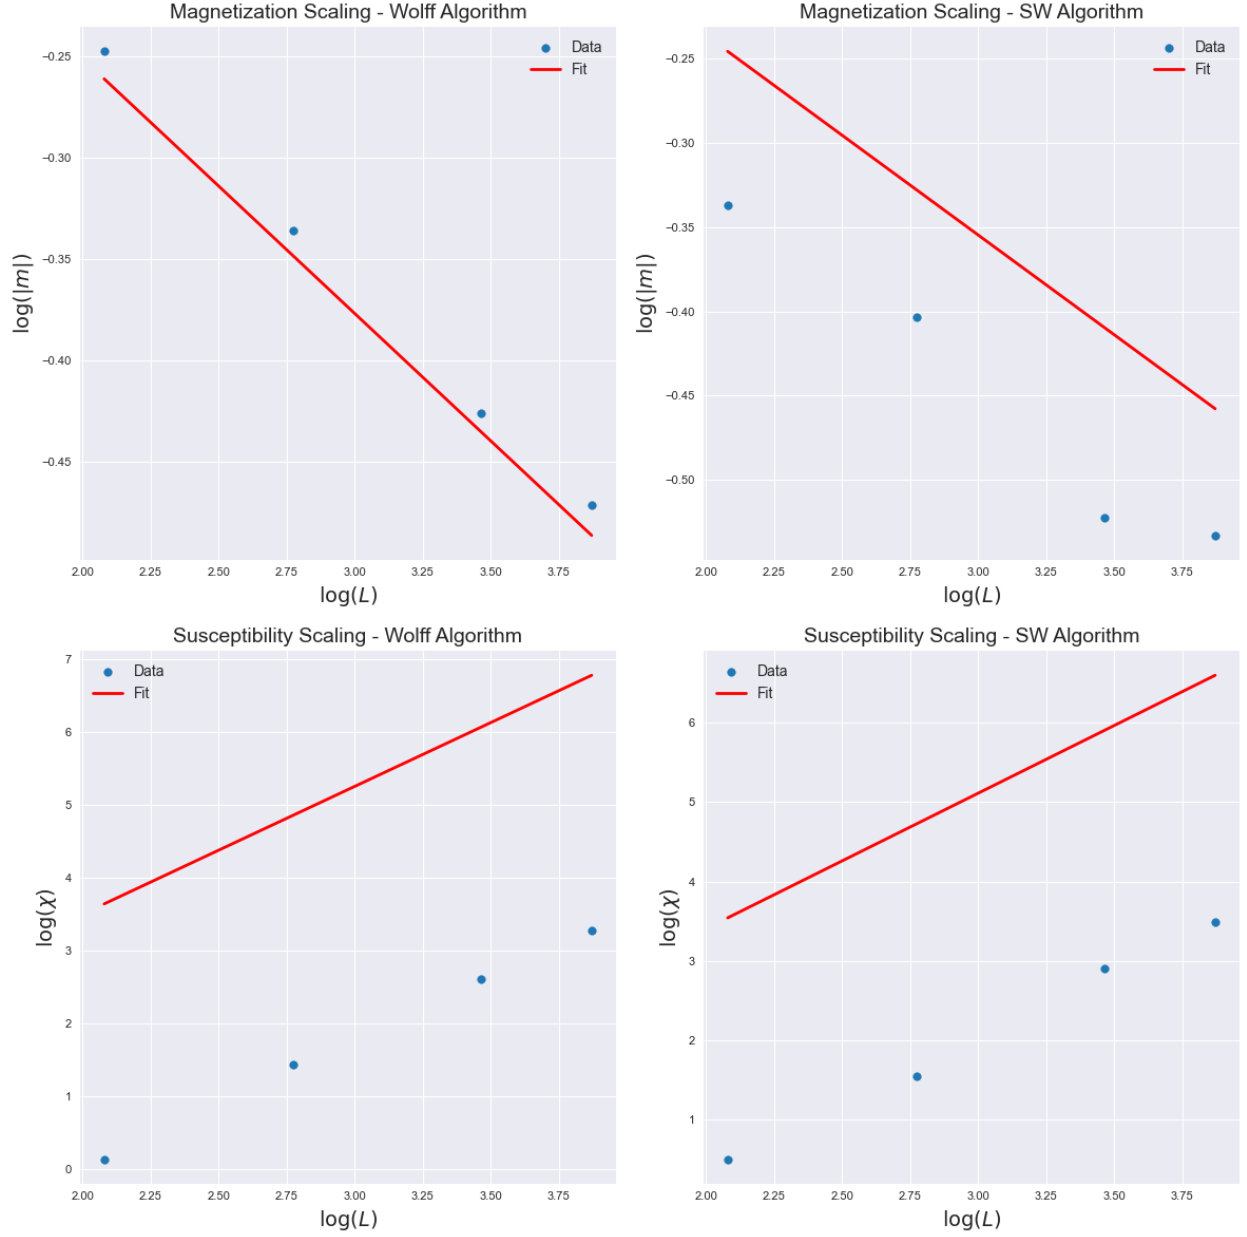 Magnetization Scaling - Wolff Algorithm
Data
Fit
−0.25
−0.30
−0.35
−0.40
−0.45
log(|m|)
2.00 2.25 2.50 2.75 3.00 3.25 3.50 3.75
log(L)
Magnetization Scaling - SW Algorithm
Data
Fit
−0.25
−0.30
−0.35
−0.40
−0.45
−0.50
log(|m|)
2.00 2.25 2.50 2.75 3.00 3.25 3.50 3.75
log(L)
Susceptibility Scaling - Wolff Algorithm
Data
Fit
7
6
5
4
3
2
1
0
log(χ)
2.00 2.25 2.50 2.75 3.00 3.25 3.50 3.75
log(L)
Susceptibility Scaling - SW Algorithm
Data
Fit
6
5
4
3
2
1
log(χ)
2.00 2.25 2.50 2.75 3.00 3.25 3.50 3.75
log(L)